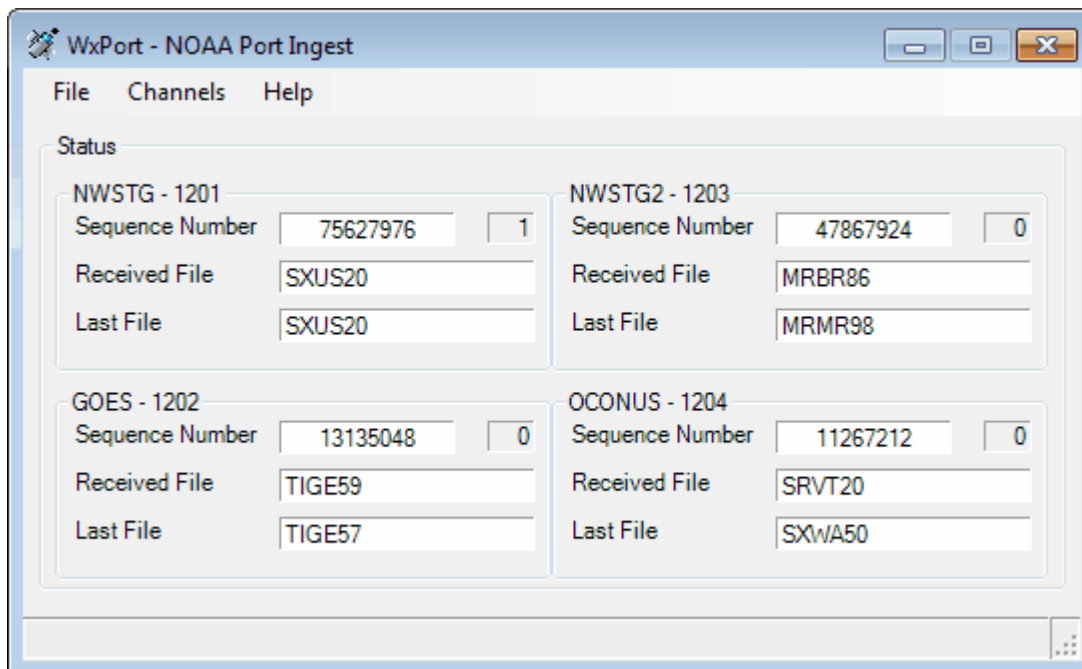 WxPort - NOAA Port Ingest
File Channels Help
Status
NWSTG - 1201
Sequence Number 75627976 1
Received File SXUS20
Last File SXUS20
NWSTG2 - 1203
Sequence Number 47867924 0
Received File MRBR86
Last File MRMR98
GOES - 1202
Sequence Number 13135048 0
Received File TIGE59
Last File TIGE57
OCONUS - 1204
Sequence Number 11267212 0
Received File SRVT20
Last File SXWA50